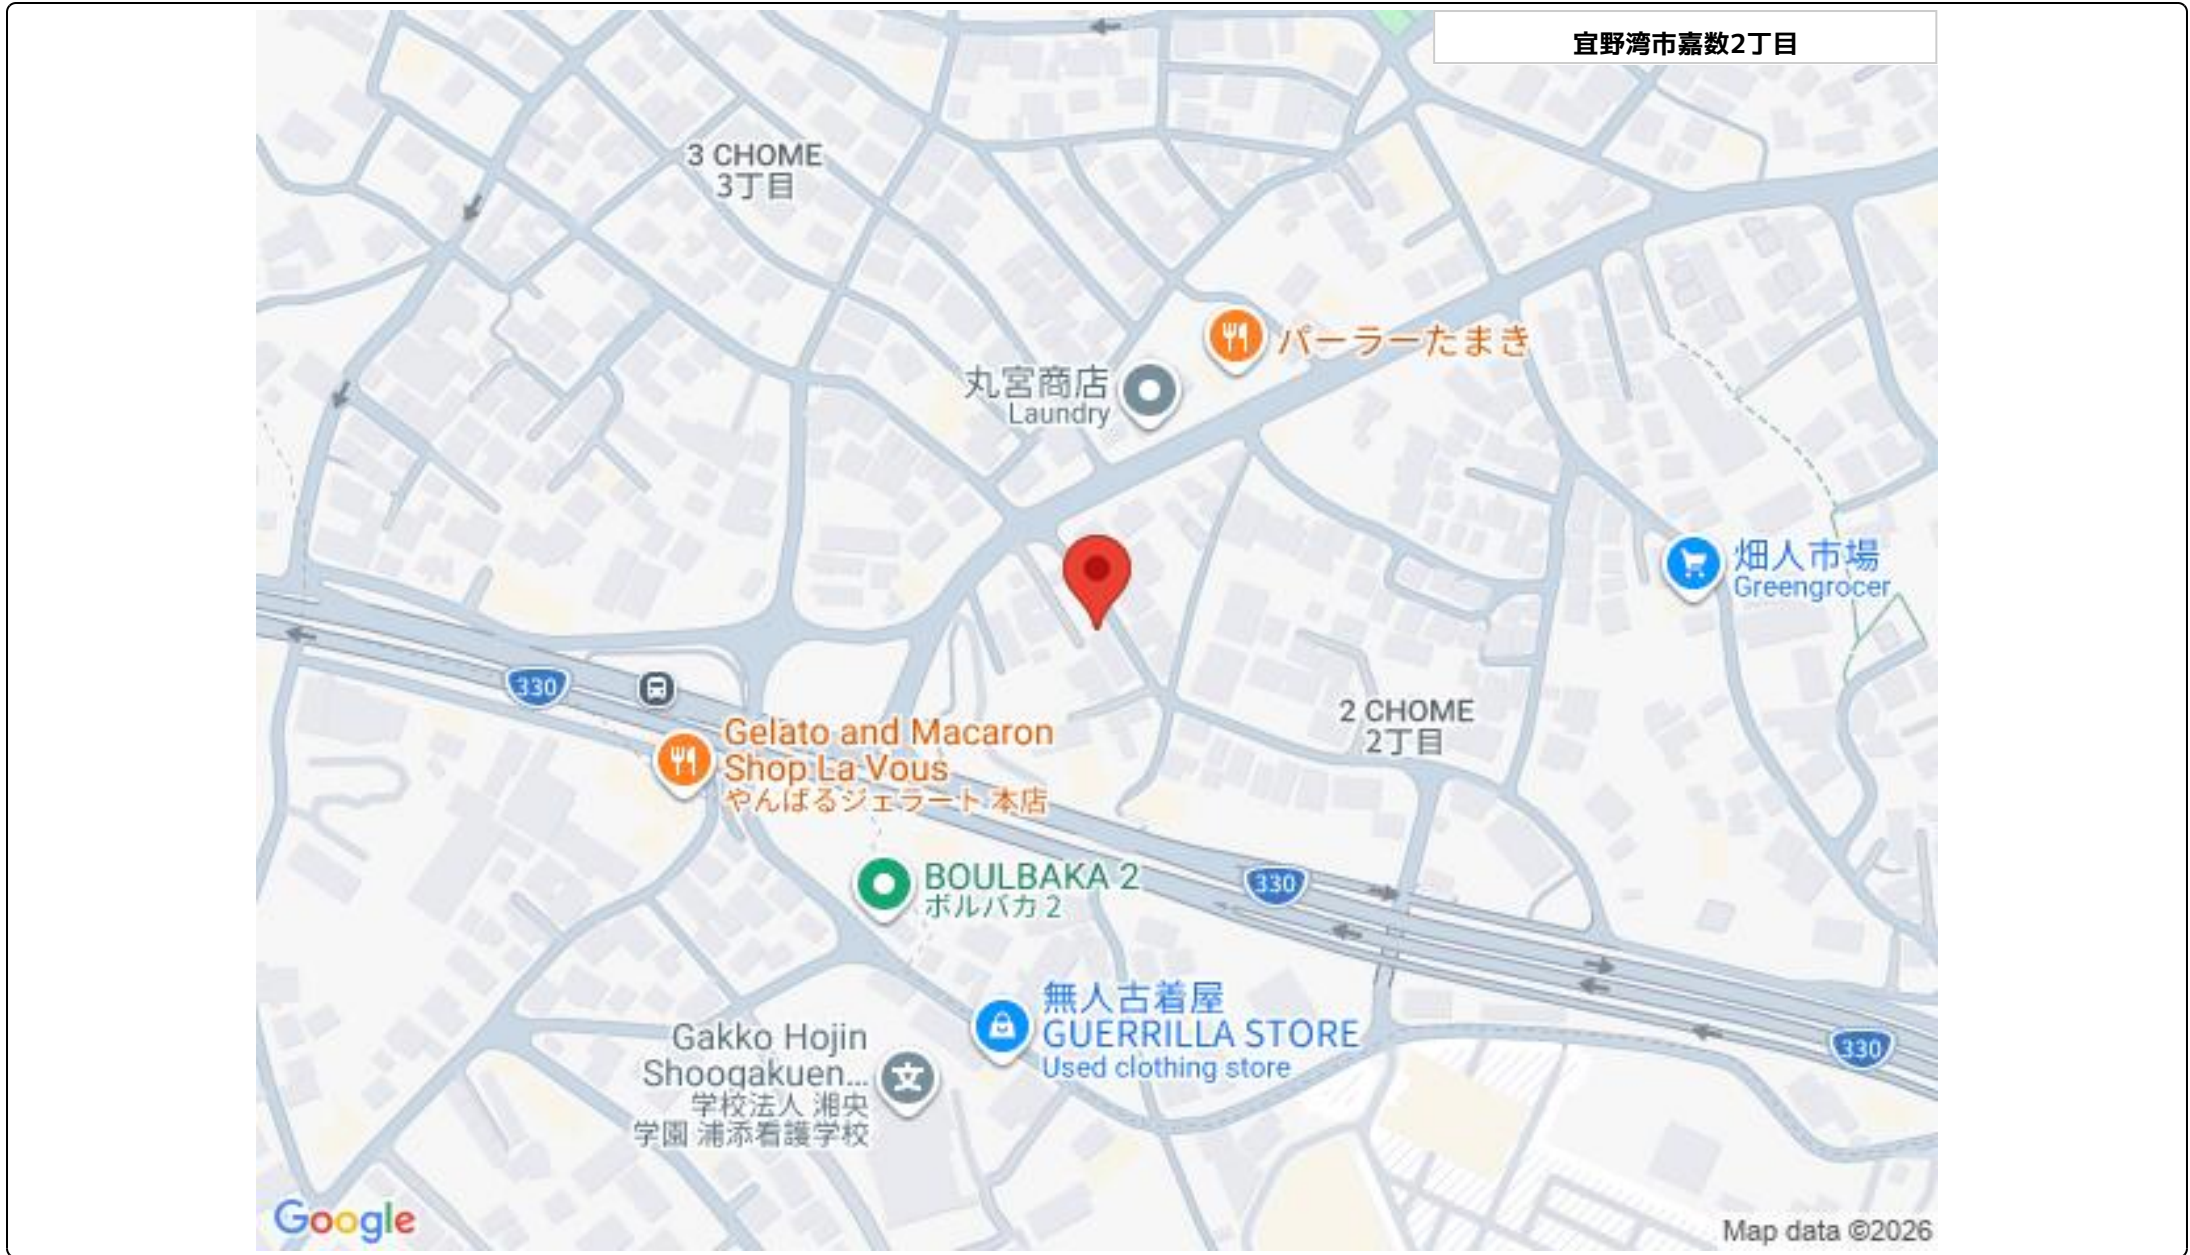 宜野湾市嘉数2丁目
3 CHOME
3丁目
パーラーたまき
丸宮商店
Laundry
畑人市場
Greengrocer
330
2 CHOME
2丁目
Gelato and Macaron
Shop La Vous
やんばるジェラート 本店
330
BOULBAKA 2
ボルバカ 2
無人古着屋
GUERRILLA STORE
Used clothing store
330
Gakko Hojin
Shoogakuen...
学校法人 湘央
学園 浦添看護学校
Google
Map data ©2026